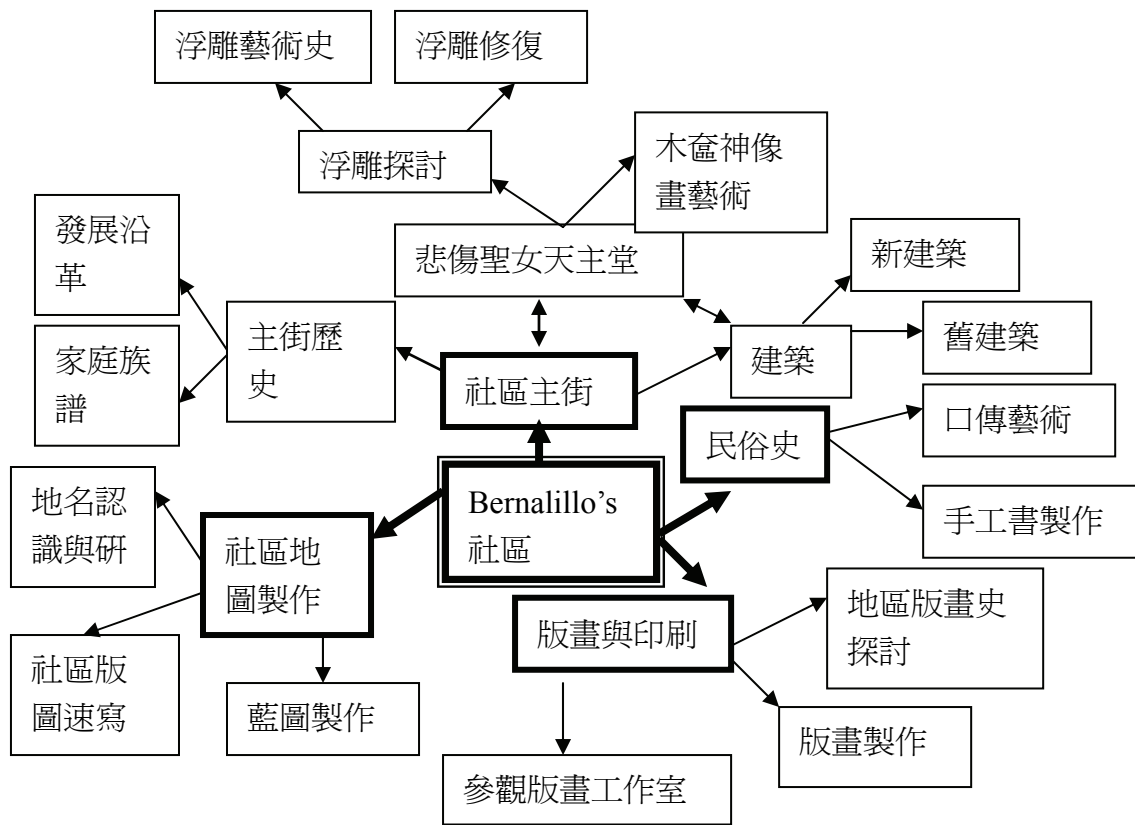 浮雕藝術史
浮雕修復
浮雕探討
木奩神像
畫藝術
發展沿
革
悲傷聖女天主堂
新建築
主街歷
史
家庭族
譜
社區主街
建築
舊建築
民俗史
口傳藝術
Bernalillo’s
社區
地名認
識與研
社區地
圖製作
手工書製作
版畫與印刷
地區版畫史
探討
社區版
圖速寫
藍圖製作
版畫製作
參觀版畫工作室